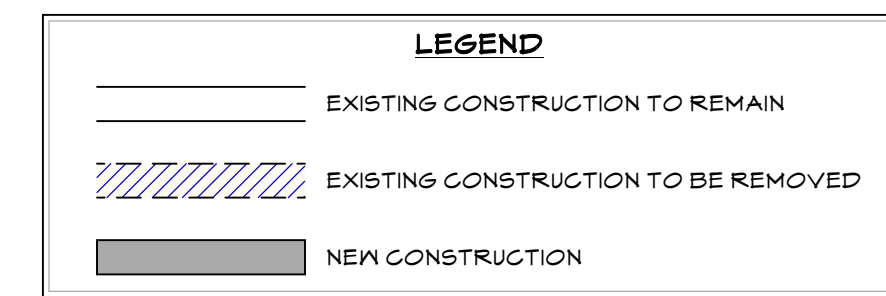 LEGEND
EXISTING CONSTRUCTION TO REMAIN
EXISTING CONSTRUCTION TO BE REMOVED
NEW CONSTRUCTION